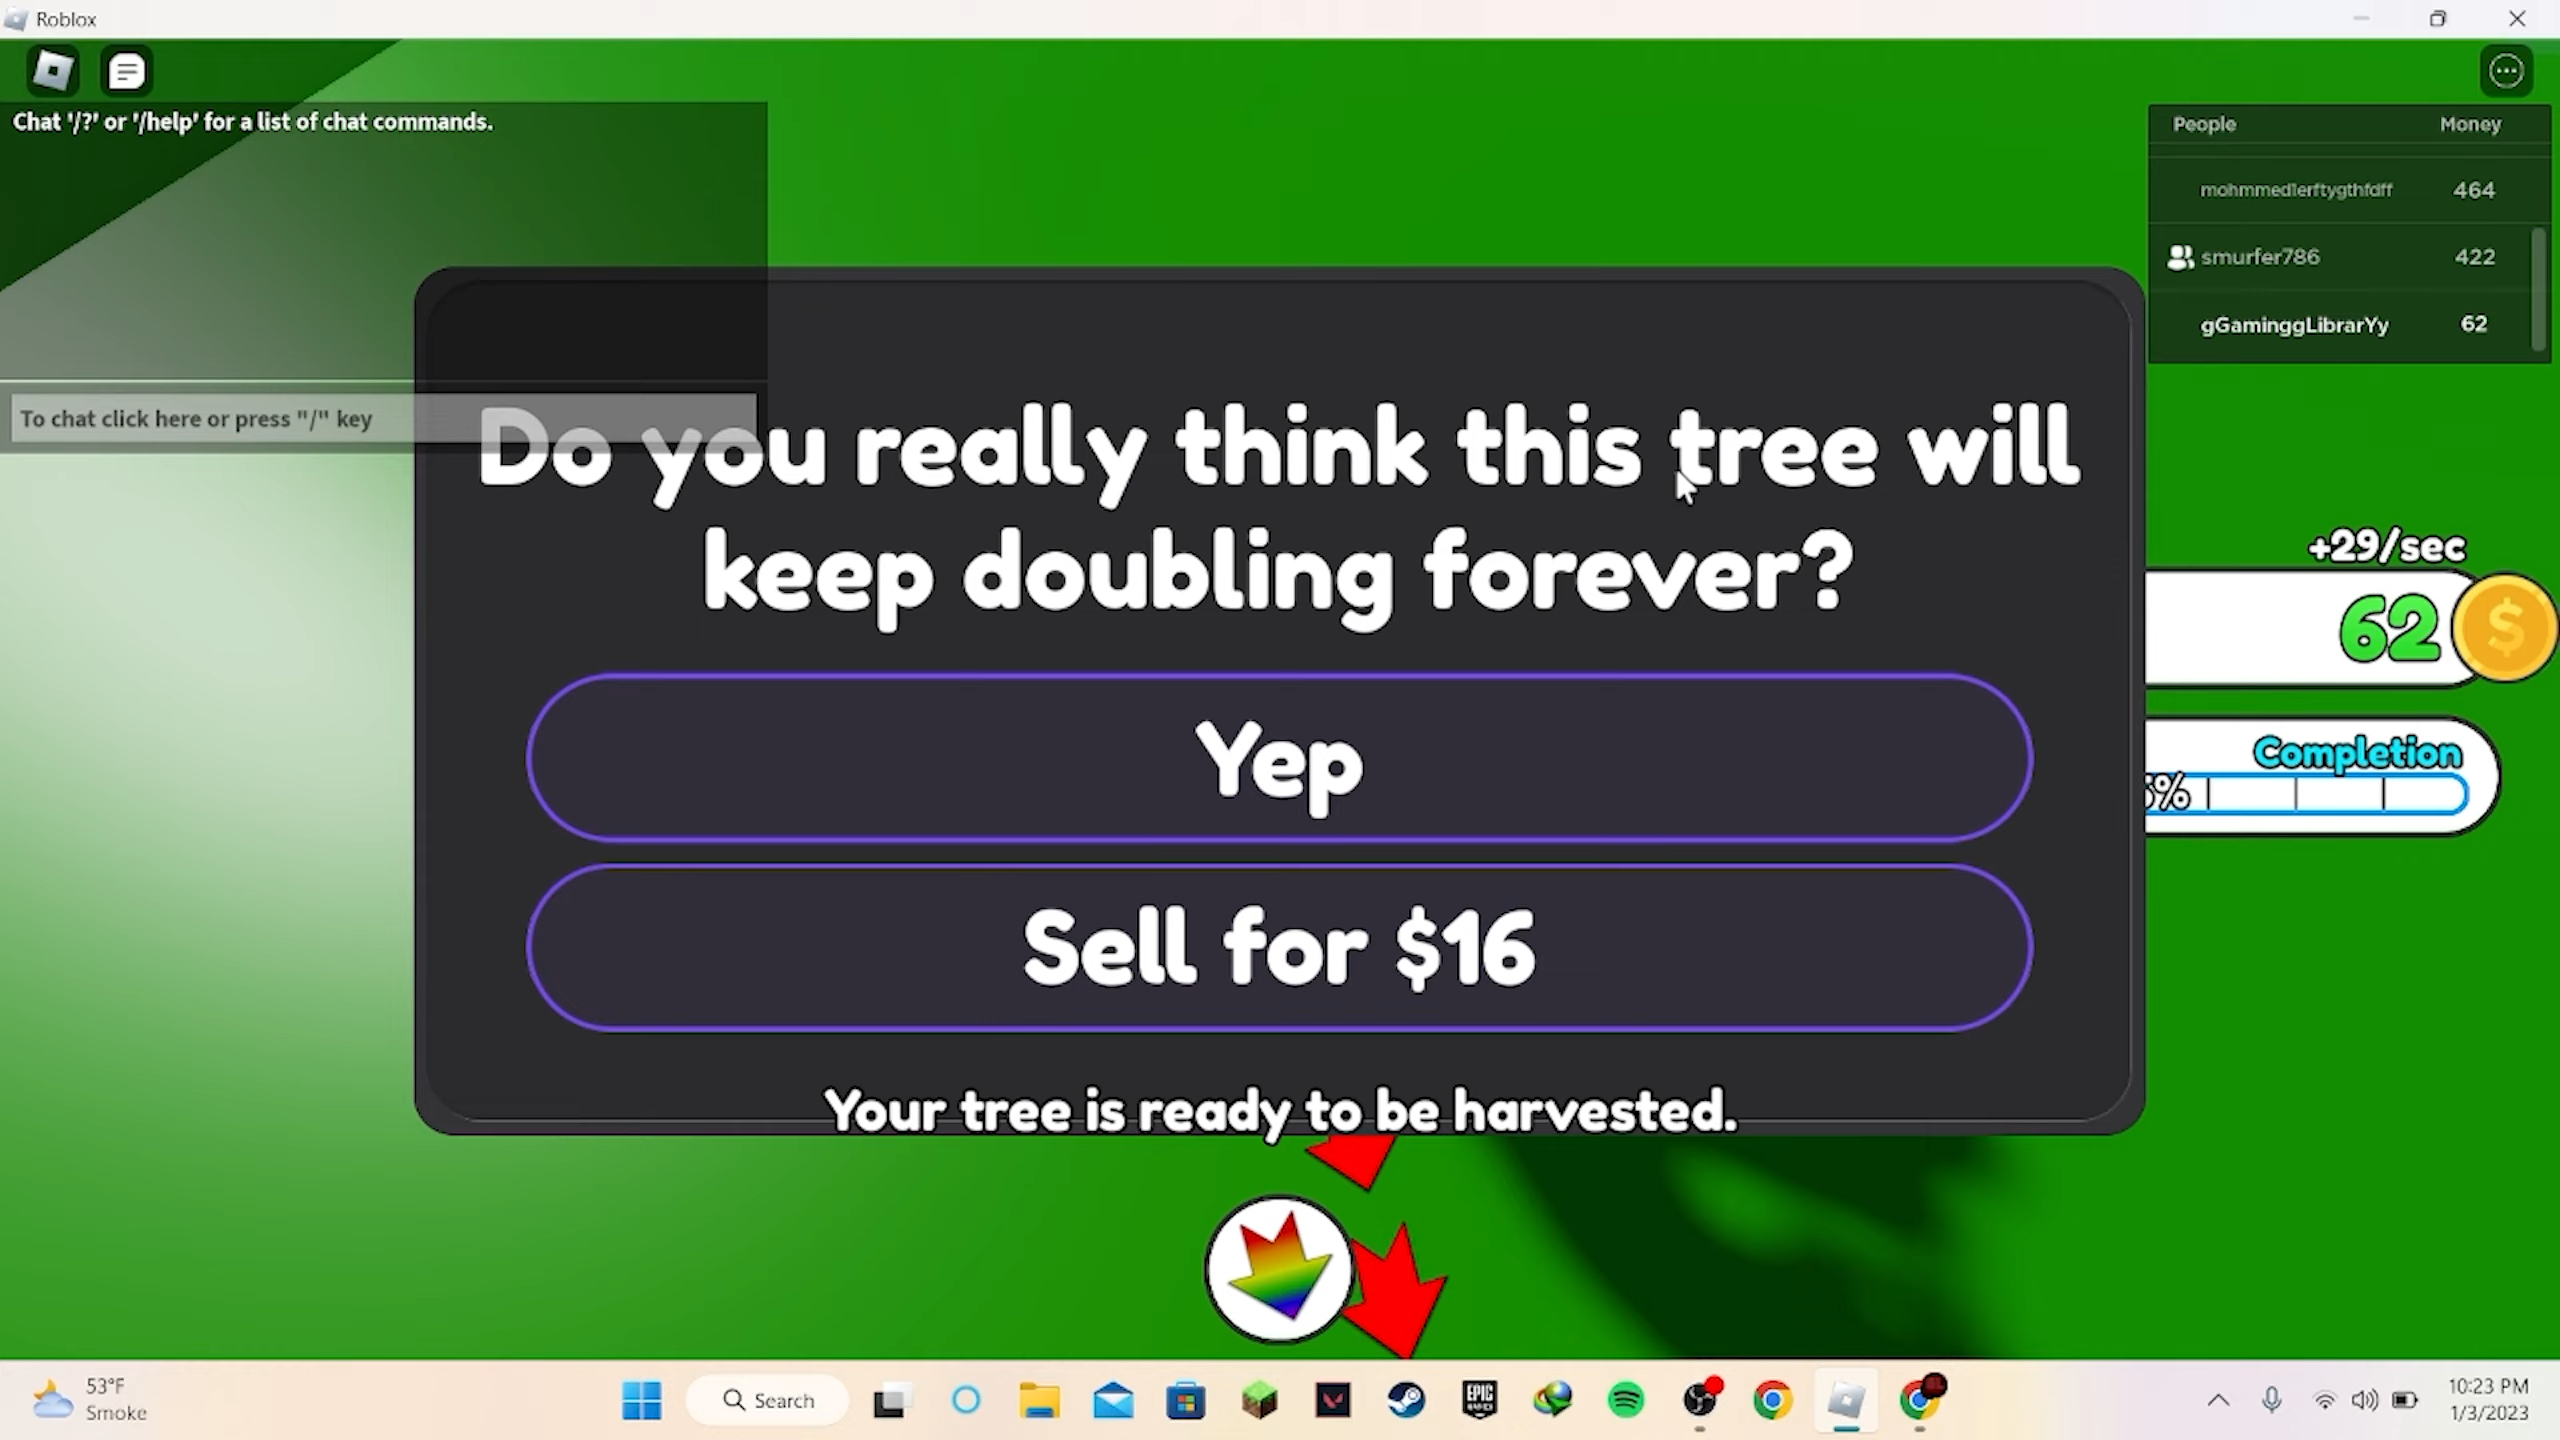 Roblox
Chat '/?' or '/help' for a list of chat commands.
To chat click here or press "/" key
People Money
mohmmed1erftygthfdff 464
smurfer786 422
gGaminggLibrarYy 62
Do you really think this tree will
keep doubling forever?
Yep
Sell for $16
Your tree is ready to be harvested.
+29/sec
62
Completion
53°F
Smoke
Search
EPIC
GAMES
10:23 PM
1/3/2023